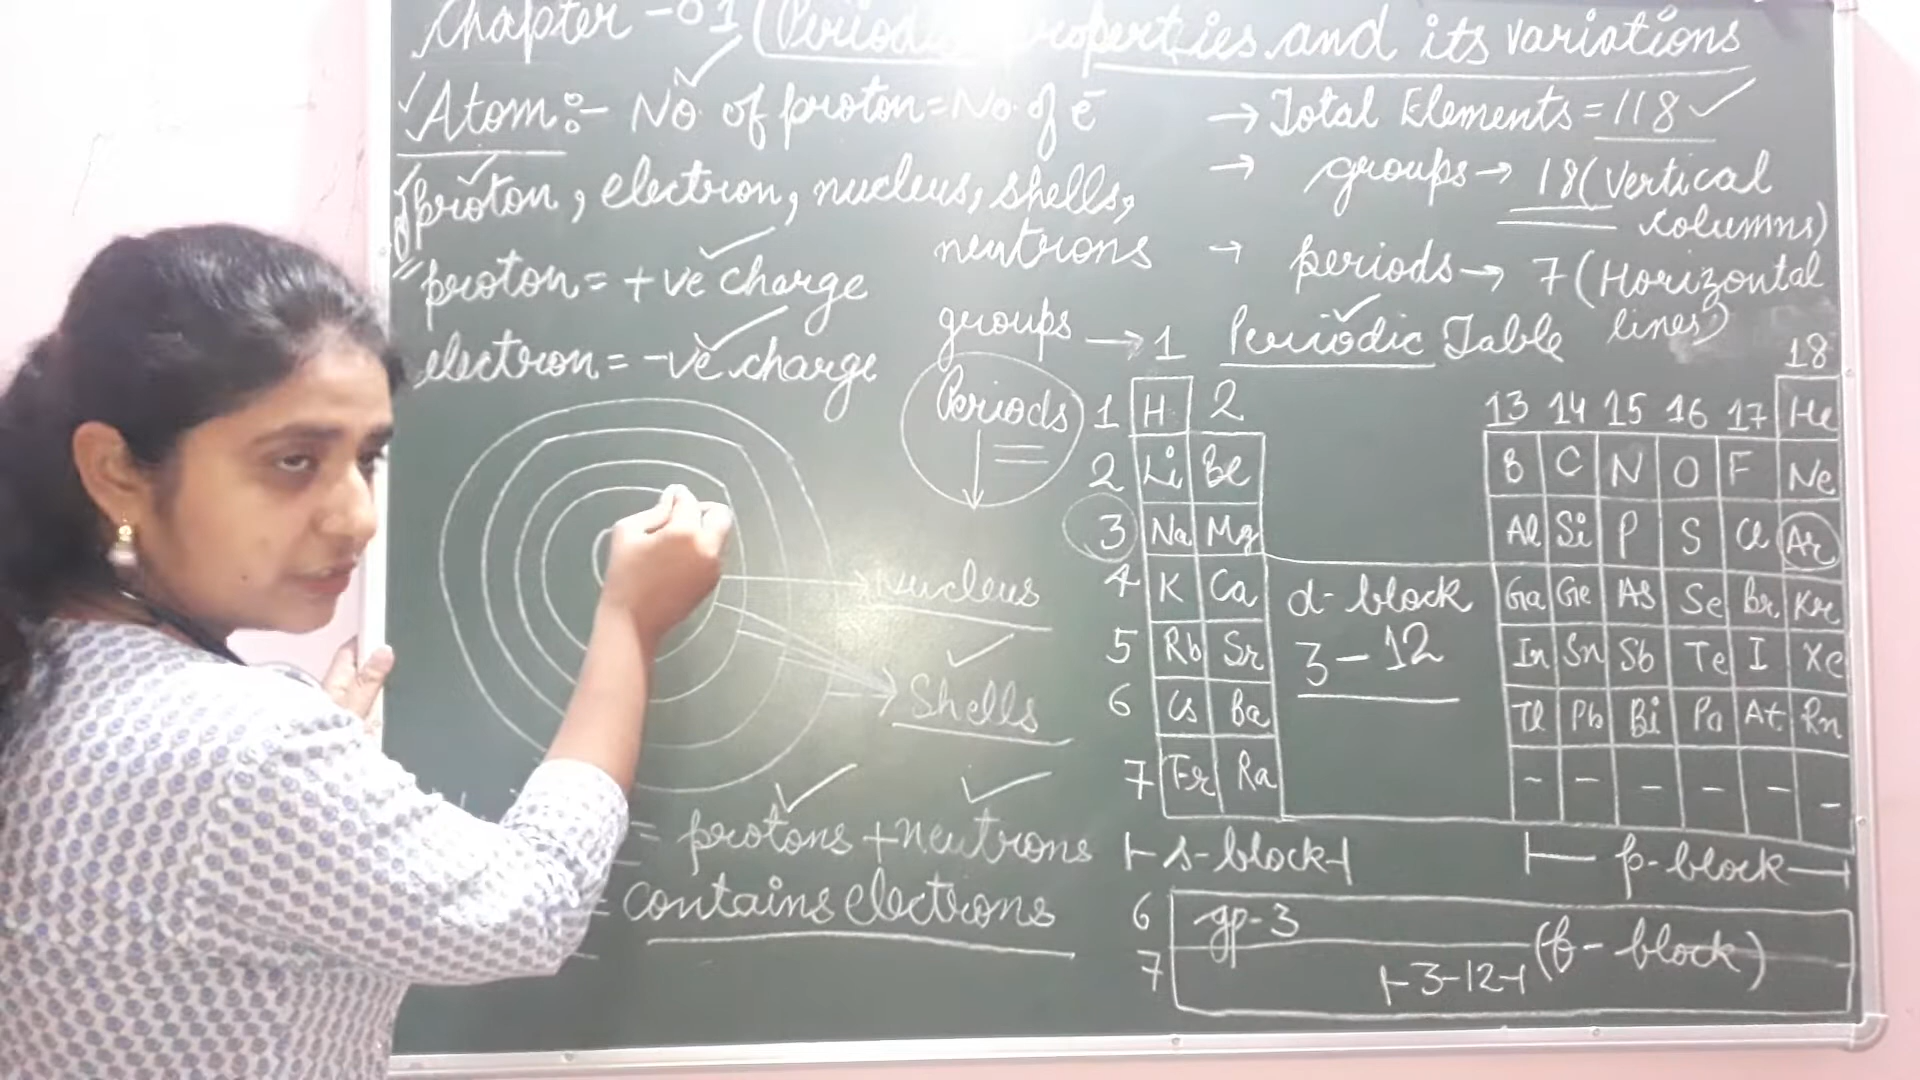 Chapter - 01 (Periodic Properties and its variations
Atom :- No. of proton = No. of e-
proton, electron, nucleus, shells,
neutrons
proton = +ve charge
electron = -ve charge
→ Total Elements = 118
→ groups → 18 (Vertical
columns)
→ periods → 7 (Horizontal
lines)
Periodic Table
groups → 1
18
Periods
1 H 2 13 14 15 16 17 He
2 Li Be B C N O F Ne
3 Na Mg Al Si P S Cl Ar
4 K Ca d-block Ga Ge As Se Br Kr
5 Rb Sr 3-12 In Sn Sb Te I Xe
6 Cs Ba Tl Pb Bi Po At Rn
7 Fr Ra - - - - - -
s-block
p-block
6 gp-3
7 3-12 (f-block)
Nucleus
Shells
= protons + neutrons
= contains electrons